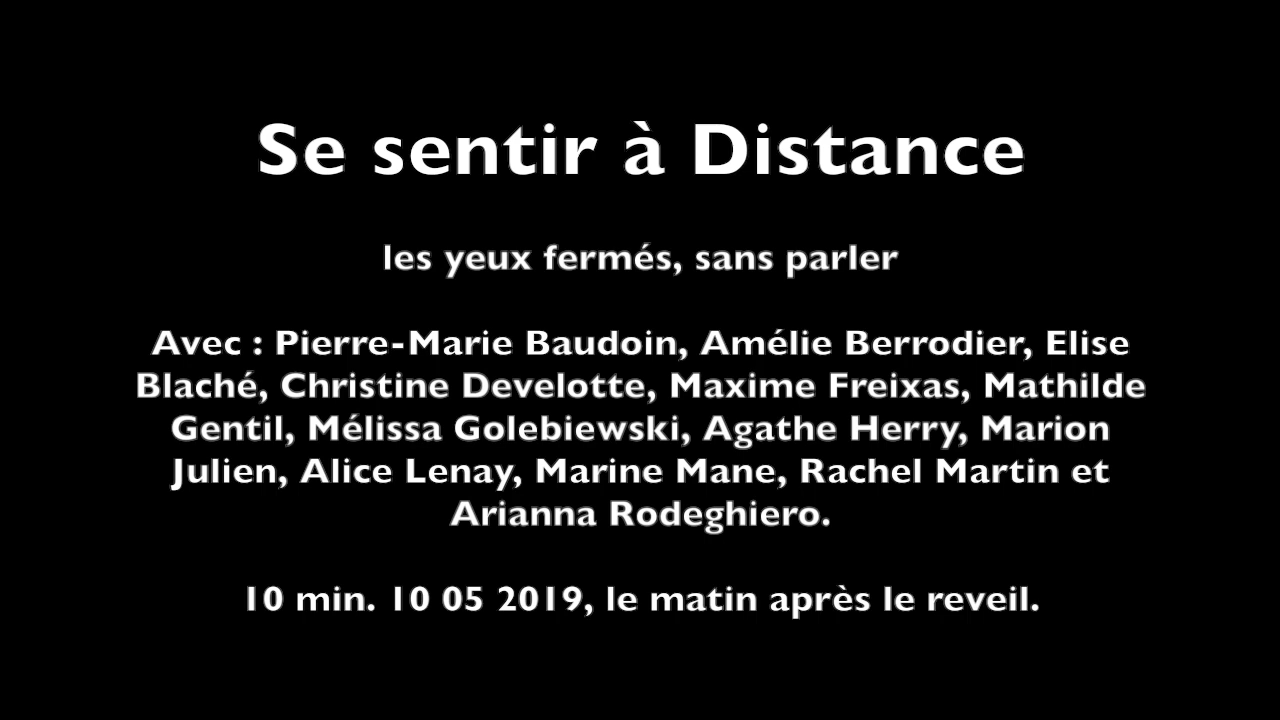 Se sentir à Distance
les yeux fermés, sans parler
Avec : Pierre-Marie Baudoin, Amélie Berrodier, Elise
Blaché, Christine Develotte, Maxime Freixas, Mathilde
Gentil, Mélissa Golebiewski, Agathe Herry, Marion
Julien, Alice Lenay, Marine Mane, Rachel Martin et
Arianna Rodeghiero.
10 min. 10 05 2019, le matin après le reveil.